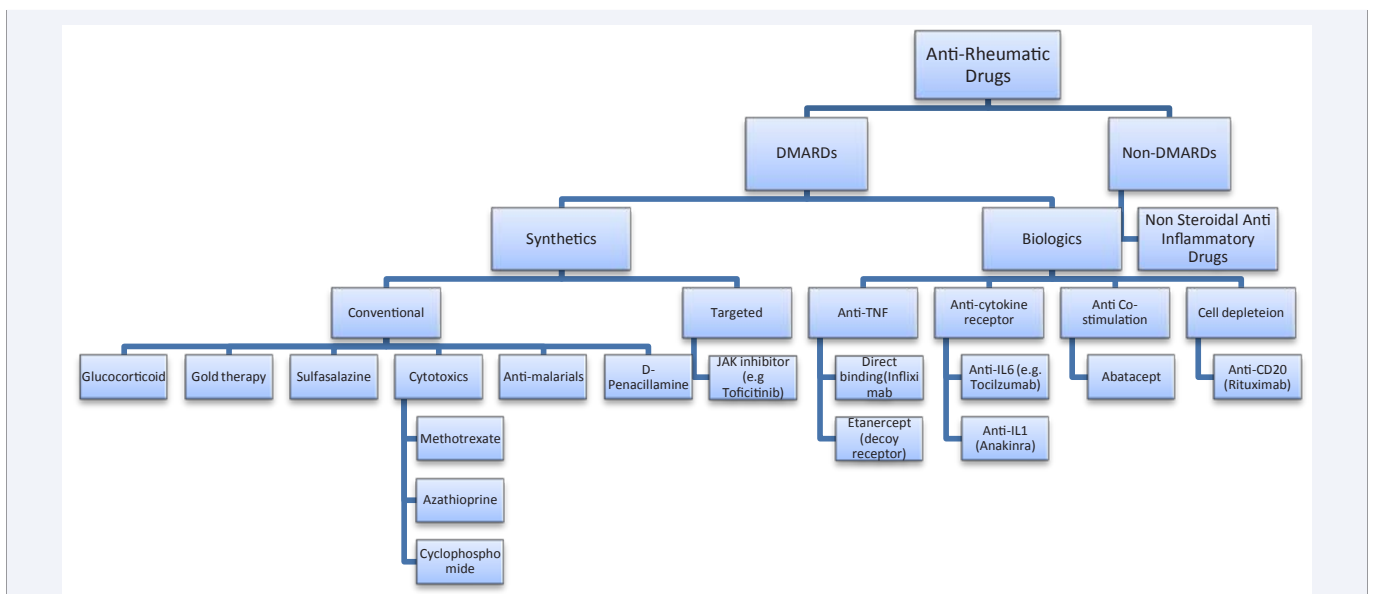 Anti-Rheumatic
Drugs
DMARDs
Non-DMARDs
Synthetics
Biologics
Non Steroidal Anti
Inflammatory
Drugs
Conventional
Targeted
Anti-TNF
Anti-cytokine
receptor
Anti Co-
stimulation
Cell depleteion
Glucocorticoid
Gold therapy
Sulfasalazine
Cytotoxics
Anti-malarials
D-
Penacillamine
JAK inhibitor
(e.g
Toficitinib)
Direct
binding(Inflixi
mab
Anti-IL6 (e.g.
Tocilzumab)
Abatacept
Anti-CD20
(Rituximab)
Methotrexate
Etanercept
(decoy
receptor)
Anti-IL1
(Anakinra)
Azathioprine
Cyclophospho
mide